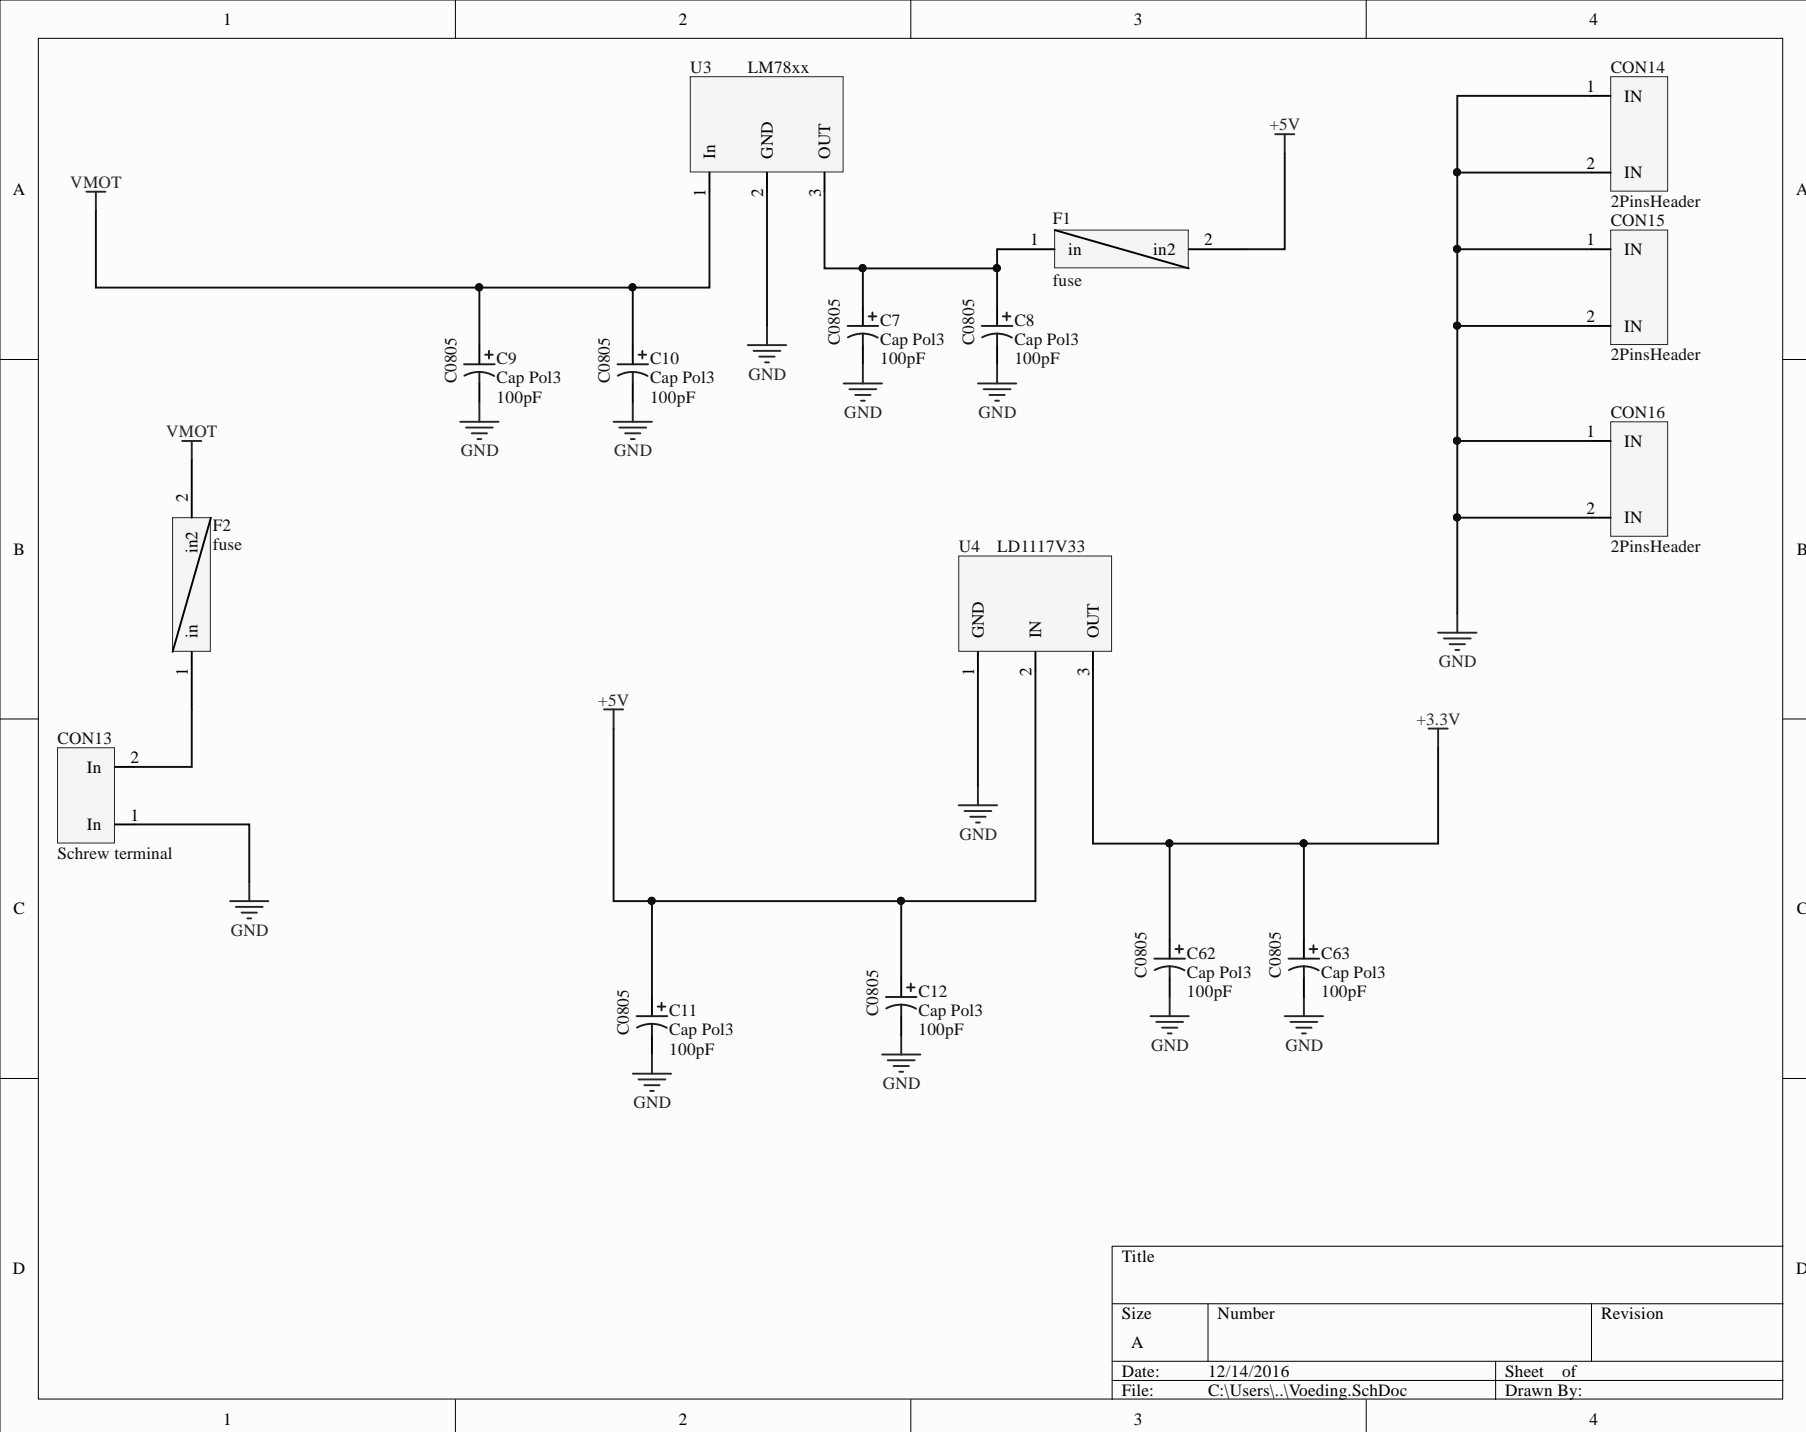 1 2 3 4
A
B
C
D
A
B
C
D
U3 LM78xx
In
GND
OUT
1
2
3
VMOT
C0805
C9
Cap Pol3
100pF
GND
C0805
C10
Cap Pol3
100pF
GND
GND
C0805
+C7
Cap Pol3
100pF
GND
C0805
+C8
Cap Pol3
100pF
GND
F1
1 in in2 2
fuse
+5V
CON14
1 IN
2 IN
2PinsHeader
CON15
1 IN
2 IN
2PinsHeader
CON16
1 IN
2 IN
2PinsHeader
GND
VMOT
2
in2
in
F2
fuse
1
CON13
In 2
In 1
Schrew terminal
GND
U4 LD1117V33
GND
IN
OUT
1
2
3
+5V
GND
+3.3V
C0805
+C11
Cap Pol3
100pF
GND
C0805
+C12
Cap Pol3
100pF
GND
C0805
+C62
Cap Pol3
100pF
GND
C0805
+C63
Cap Pol3
100pF
GND
Title
Size Number Revision
A
Date: 12/14/2016 Sheet of
File: C:\Users\..\Voeding.SchDoc Drawn By:
1 2 3 4